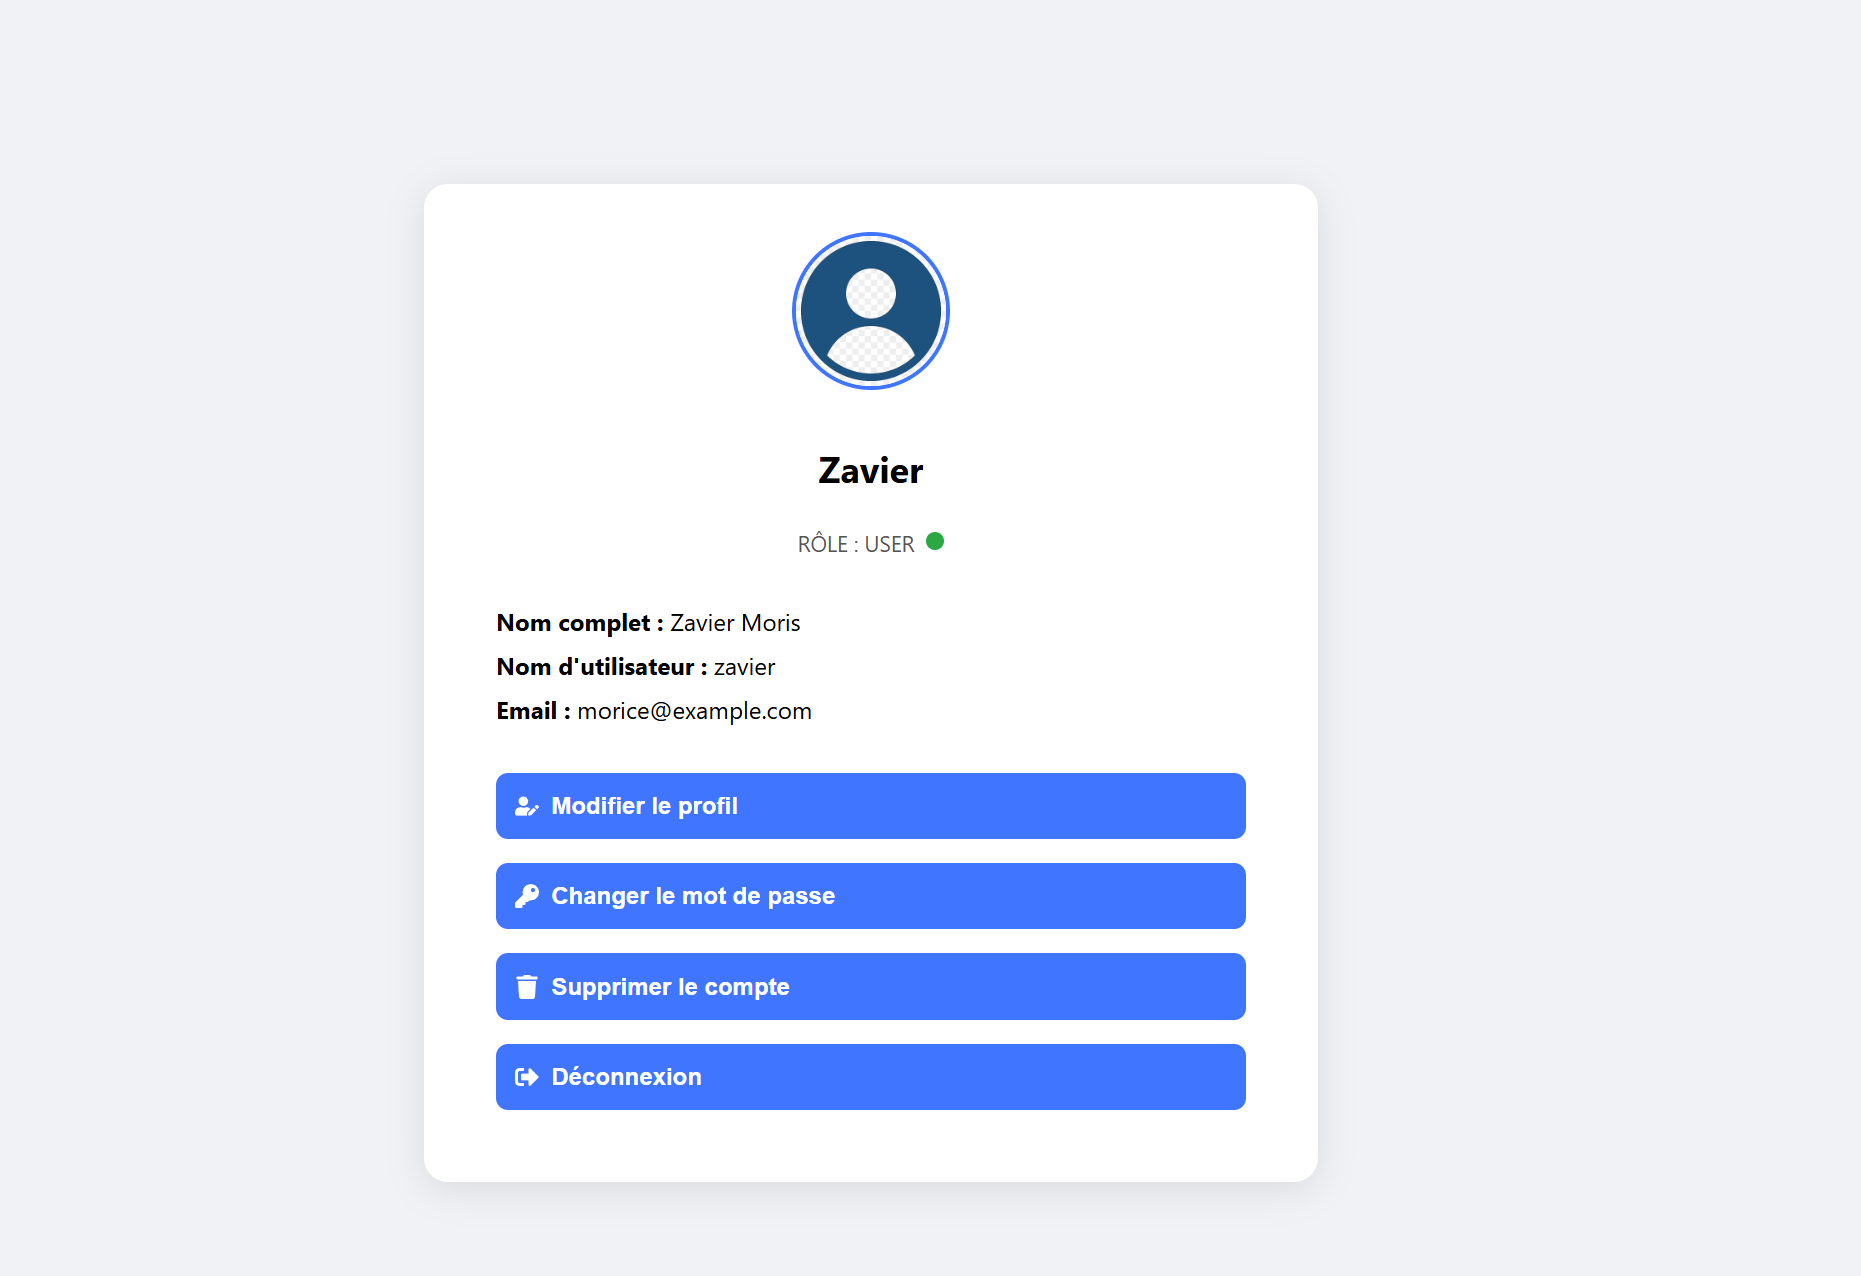 Zavier
RÔLE : USER
Nom complet : Zavier Moris
Nom d'utilisateur : zavier
Email : morice@example.com
Modifier le profil
Changer le mot de passe
Supprimer le compte
Déconnexion